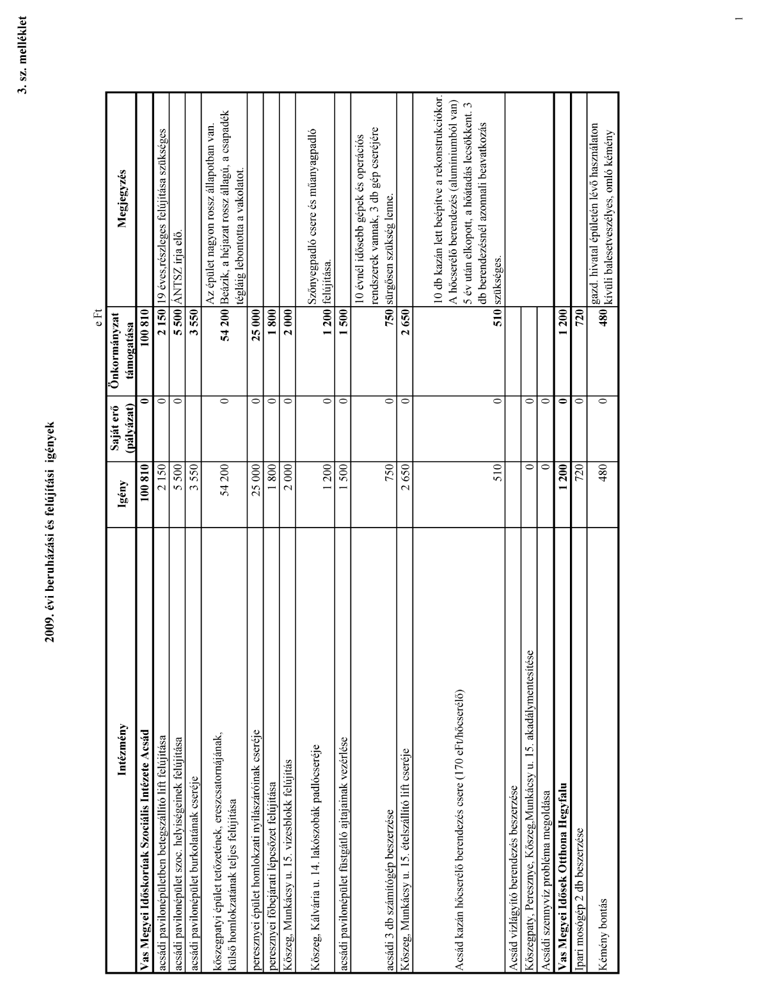 3. sz. melléklet
2009. évi beruházási és felújítási igények
e Ft
Intézmény Igény Saját erő (pályázat) Önkormányzat támogatása Megjegyzés
Vas Megyei Időskorúak Szociális Intézete Acsád 100 810 0 100 810
acsádi pavilonépületben betegszállító lift felújítása 2 150 0 2 150 19 éves,részleges felújítása szükséges
acsádi pavilonépület szoc. helyiségeinek felújítása 5 500 0 5 500 ÁNTSZ írja elő.
acsádi pavilonépület burkolatának cseréje 3 550 3 550
Az épület nagyon rossz állapotban van.
kőszegpatyi épület tetőzetének, ereszcsatornájának, 54 200 0 54 200 Beázik, a héjazat rossz állagú, a csapadék
külső homlokzatának teljes felújítása tégláig lebontotta a vakolatot.
peresznyei épület homlokzati nyílászáróinak cseréje 25 000 0 25 000
peresznyei főbejárati lépcsőzet felújítása 1 800 0 1 800
Kőszeg, Munkácsy u. 15. vizesblokk felújítás 2 000 0 2 000
Szőnyegpadló csere és műanyagpadló
Kőszeg, Kálvária u. 14. lakószobák padlócseréje 1 200 0 1 200 felújítása.
acsádi pavilonépület füstgátló ajtajainak vezérlése 1 500 0 1 500
10 évnél idősebb gépek és operációs
rendszerek vannak, 3 db gép cseréjére
acsádi 3 db számítógép beszerzése 750 0 750 sürgősen szükség lenne.
Kőszeg, Munkácsy u. 15. ételszállító lift cseréje 2 650 0 2 650
10 db kazán lett beépítve a rekonstrukciókor.
A hőcserélő berendezés (aluminiumból van)
Acsád kazán hőcserélő berendezés csere (170 eFt/hőcserélő) 5 év után elkopott, a hőátadás lecsökkent. 3
db berendezésnél azonnali beavatkozás
510 0 510 szükséges.
Acsád vízlágyító berendezés beszerzése
Kőszegpaty, Peresznye, Kőszeg,Munkácsy u. 15. akadálymentesítése 0 0
Acsádi szennyvíz probléma megoldása 0 0
Vas Megyei Idősek Otthona Hegyfalu 1 200 0 1 200
Ipari mosógép 2 db beszerzése 720 0 720
gazd. hivatal épületén lévő használaton
Kémény bontás 480 0 480 kívüli balesetveszélyes, omló kémény
1